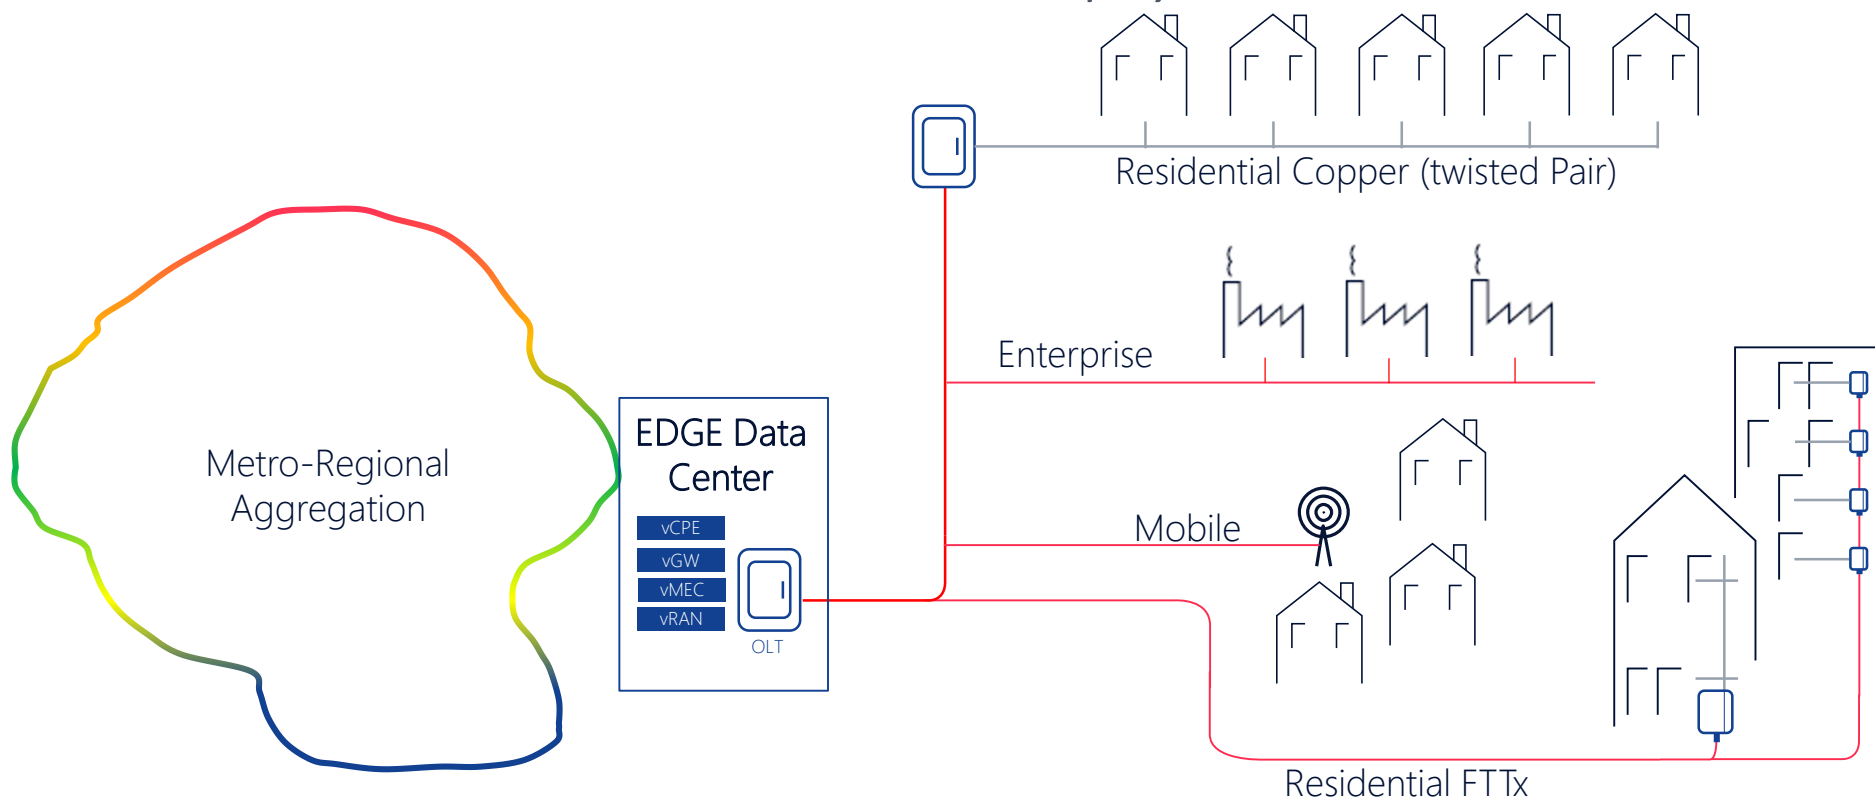 Residential Copper (twisted Pair)
Enterprise
EDGE Data
Center
Metro-Regional
Aggregation
vCPE
vGW
vMEC
vRAN
OLT
Mobile
Residential FTTx